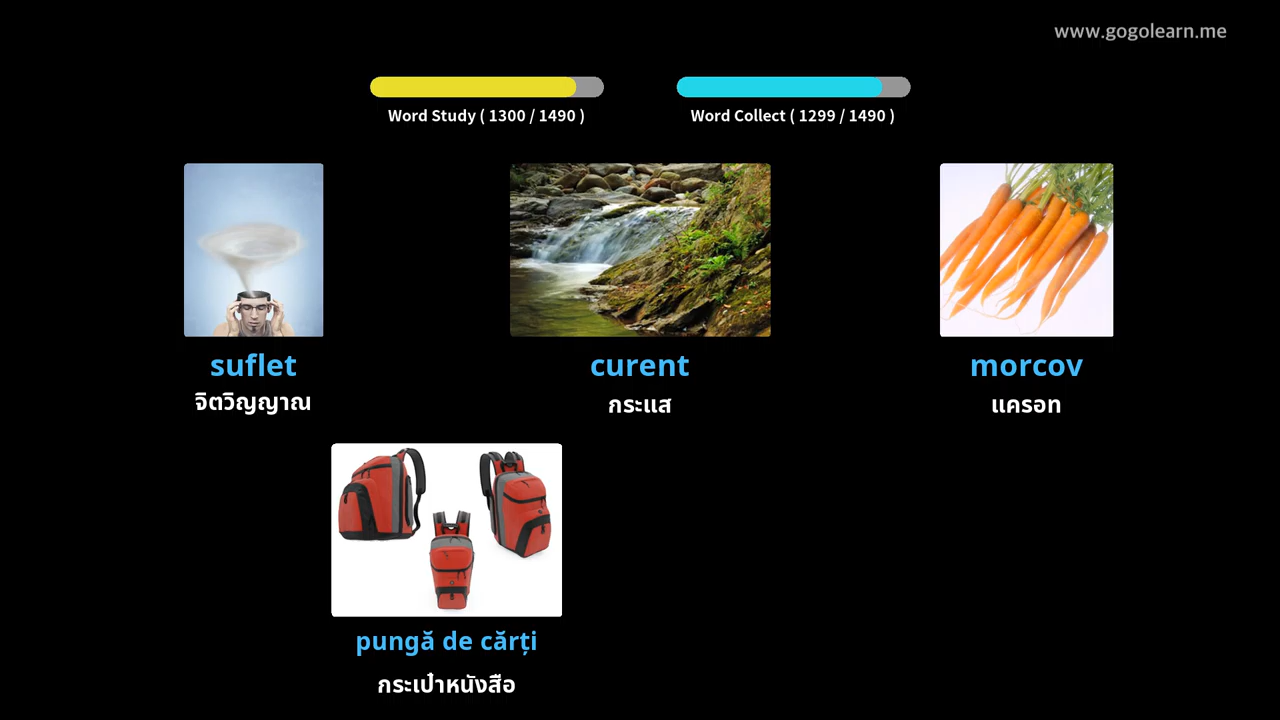 www.gogolearn.me
Word Study ( 1300 / 1490 )
Word Collect ( 1299 / 1490 )
suflet
จิตวิญญาณ
curent
กระแส
morcov
แครอท
pungă de cărți
กระเป๋าหนังสือ